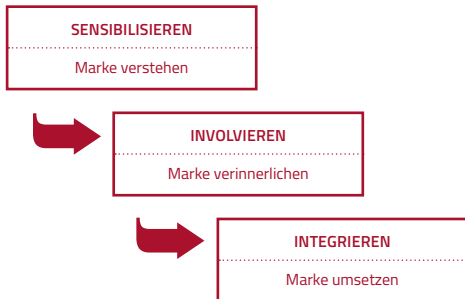 SENSIBILISIEREN
Marke verstehen
INVOLVIEREN
Marke verinnerlichen
INTEGRIEREN
Marke umsetzen